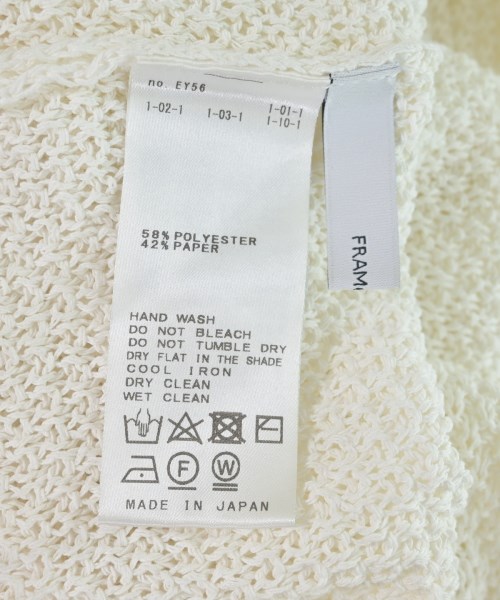 no. EY56
1-02-1 1-03-1 1-01-1
1-10-1
58% POLYESTER
42% PAPER
HAND WASH
DO NOT BLEACH
DO NOT TUMBLE DRY
DRY FLAT IN THE SHADE
COOL IRON
DRY CLEAN
WET CLEAN
F W
MADE IN JAPAN